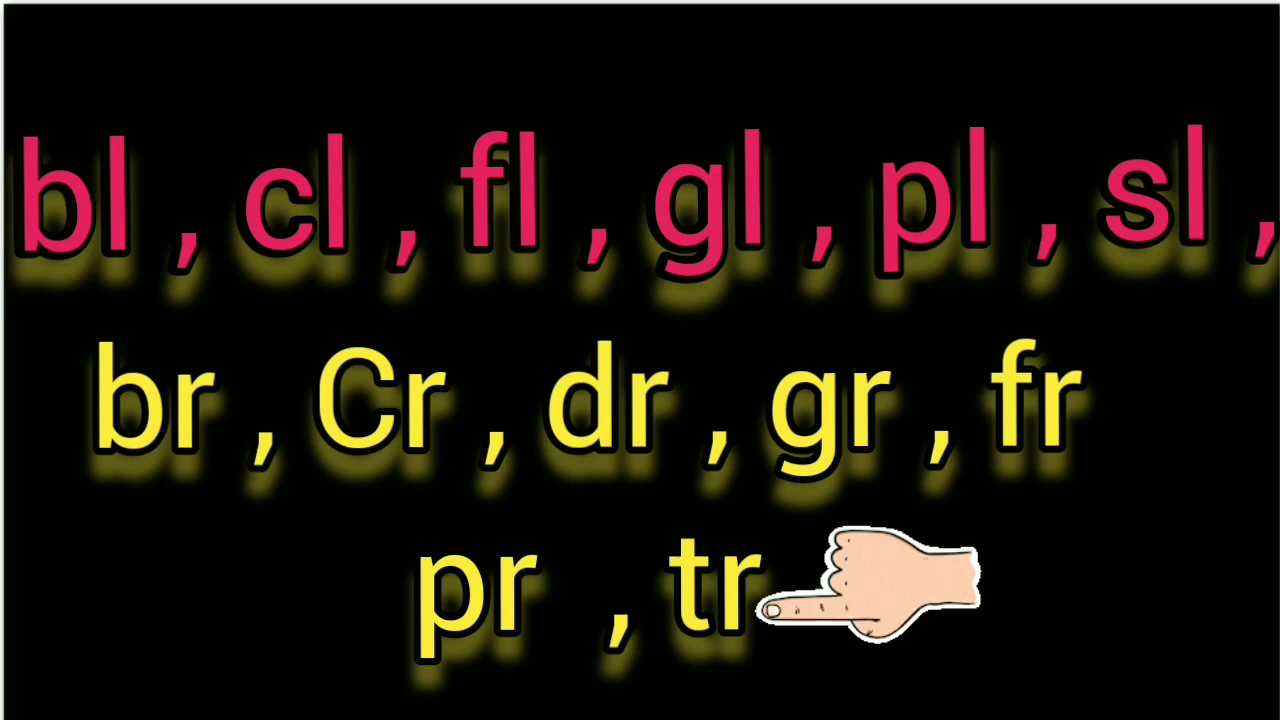 bl , cl , fl , gl , pl , sl ,
br , Cr , dr , gr , fr
pr , tr